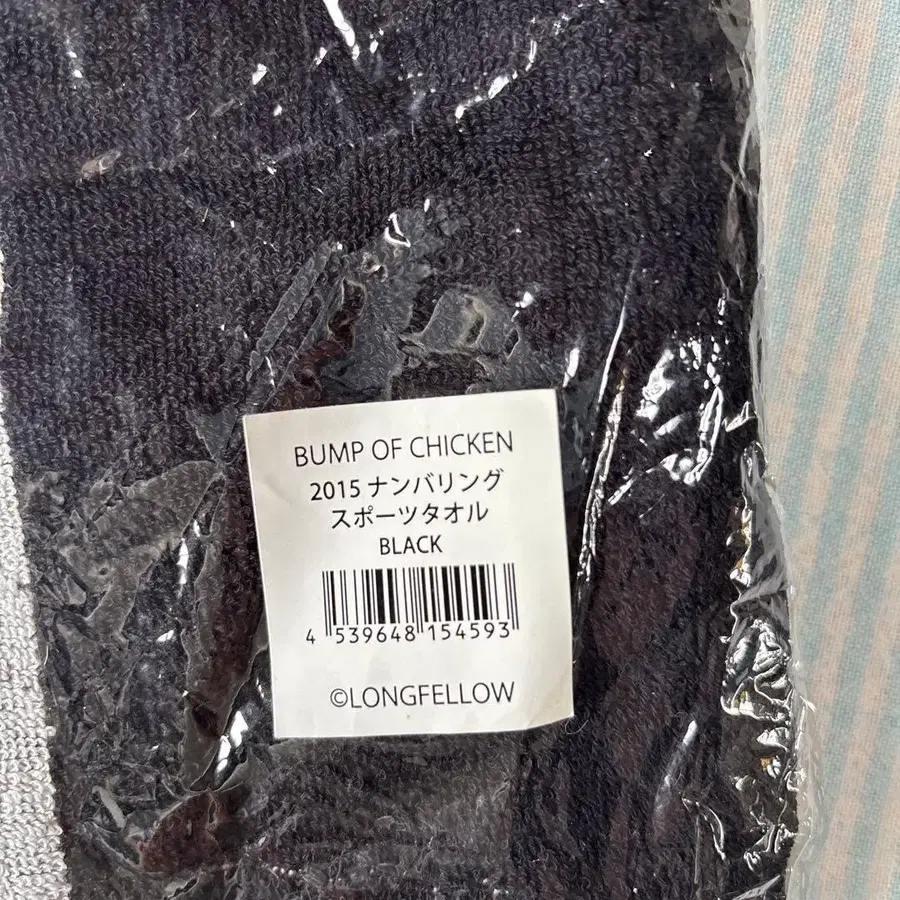 BUMP OF CHICKEN
2015 ナンバリング
スポーツタオル
BLACK
4 539648 154593
©LONGFELLOW